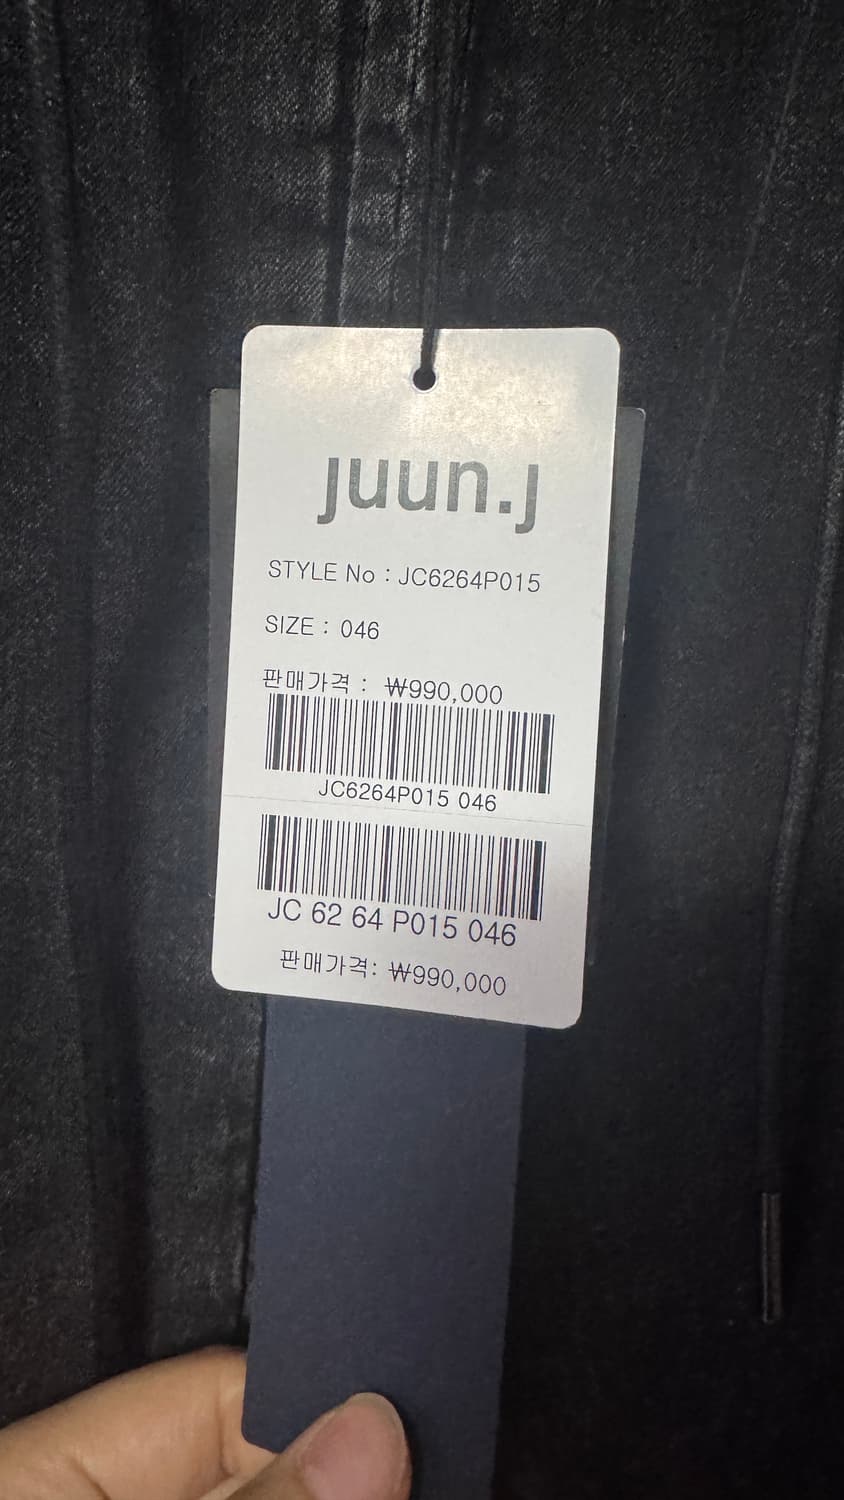 juun.j
STYLE No : JC6264P015
SIZE : 046
판매가격 : ₩990,000
JC6264P015 046
JC 62 64 P015 046
판매가격: ₩990,000